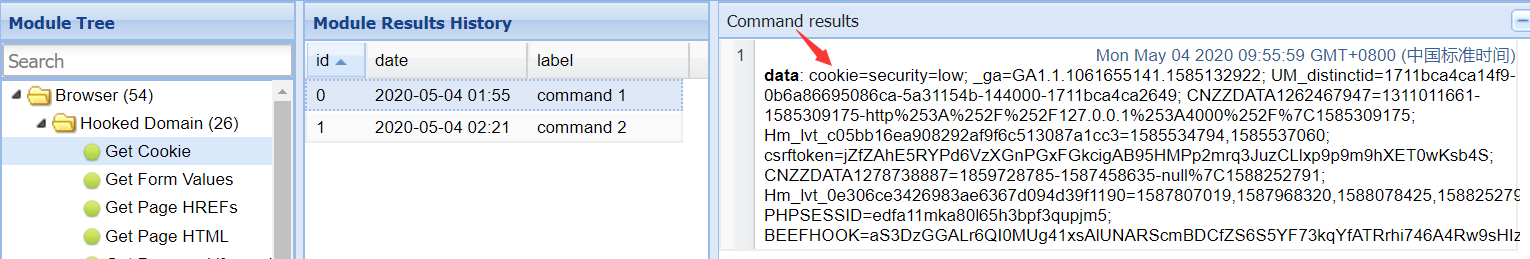 Module Tree
Search
Browser (54)
Hooked Domain (26)
Get Cookie
Get Form Values
Get Page HREFs
Get Page HTML
Module Results History
id date label
0 2020-05-04 01:55 command 1
1 2020-05-04 02:21 command 2
Command results
1 Mon May 04 2020 09:55:59 GMT+0800 (中国标准时间)
data: cookie=security=low; _ga=GA1.1.1061655141.1585132922; UM_distinctid=1711bca4ca14f9-
0b6a86695086ca-5a31154b-144000-1711bca4ca2649; CNZZDATA1262467947=1311011661-
1585309175-http%253A%252F%252F127.0.0.1%253A4000%252F%7C1585309175;
Hm_lvt_c05bb16ea908292af9f6c513087a1cc3=1585534794,1585537060;
csrftoken=jZfZAhE5RYPd6VzXGnPGxFGkcigAB95HMPp2mrq3JuzCLlxp9p9m9hXET0wKsb4S;
CNZZDATA1278738887=1859728785-1587458635-null%7C1588252791;
Hm_lvt_0e306ce3426983ae6367d094d39f1190=1587807019,1587968320,1588078425,158825279
PHPSESSID=edfa11mka80l65h3bpf3qupjm5;
BEEFHOOK=aS3DzGGALr6QI0MUg41xsAlUNARScmBDCfZS6S5YF73kqYfATRrhi746A4Rw9sHIz